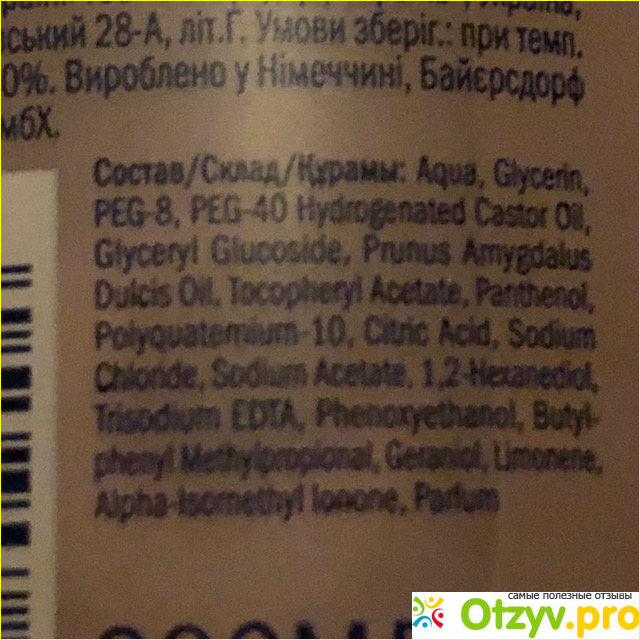 ський 28-А, літ.Г. Умови зберіг.: при темп.
0%. Вироблено у Німеччині, Байєрсдорф
мбХ.
Состав/Склад/Құрамы: Aqua, Glycerin,
PEG-8, PEG-40 Hydrogenated Castor Oil,
Glyceryl Glucoside, Prunus Amygdalus
Dulcis Oil, Tocopheryl Acetate, Panthenol,
Polyquaternium-10, Citric Acid, Sodium
Chloride, Sodium Acetate, 1,2-Hexanediol,
Trisodium EDTA, Phenoxyethanol, Butyl-
phenyl Methylpropional, Geraniol, Limonene,
Alpha-Isomethyl Ionone, Parfum
самые полезные отзывы
Otzyv.pro